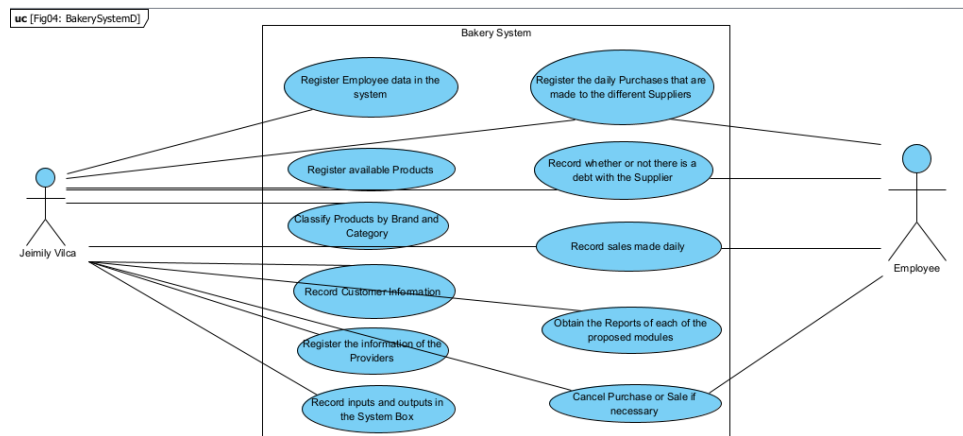 uc [Fig04: BakerySystemD]
Bakery System
Register Employee data in the
system
Register the daily Purchases that are
made to the different Suppliers
Register available Products
Record whether or not there is a
debt with the Supplier
Classify Products by Brand and
Category
Record sales made daily
Jeimily Vilca
Employee
Record Customer Information
Obtain the Reports of each of the
proposed modules
Register the information of the
Providers
Record inputs and outputs in
the System Box
Cancel Purchase or Sale if
necessary